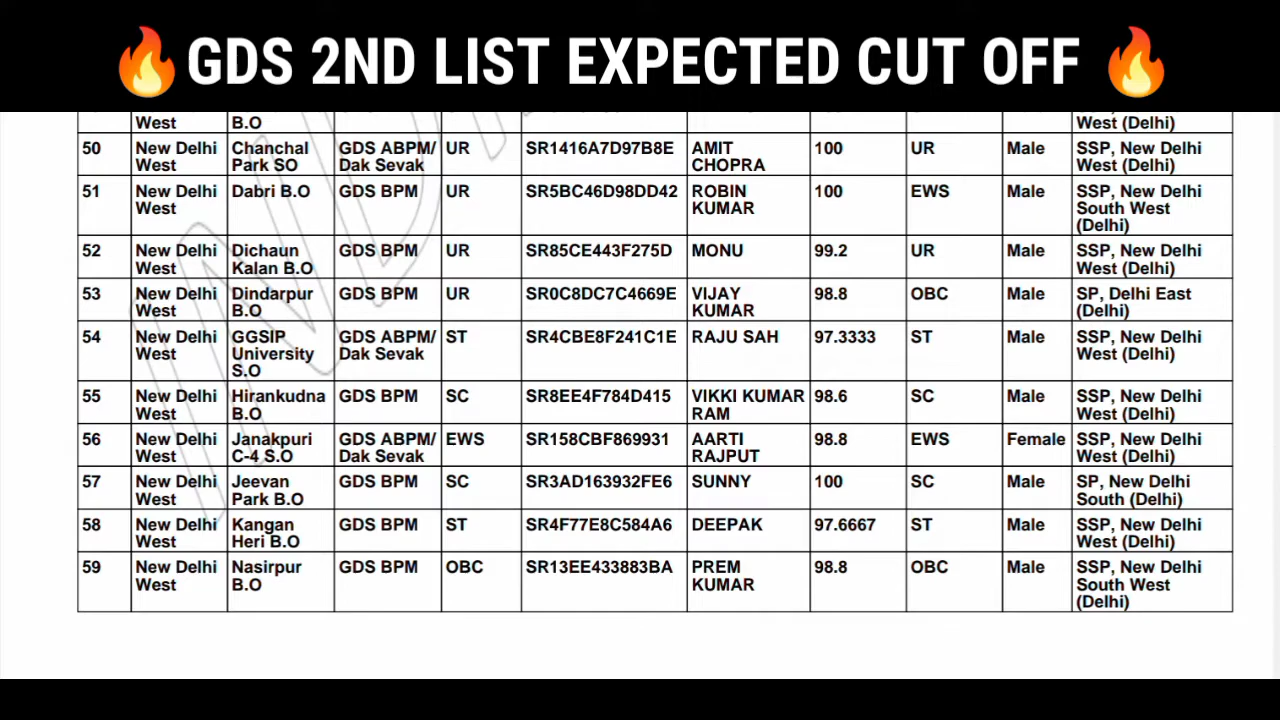 GDS 2ND LIST EXPECTED CUT OFF
West B.O West (Delhi)
50 New Delhi Chanchal GDS ABPM/ UR SR1416A7D97B8E AMIT 100 UR Male SSP, New Delhi
West Park SO Dak Sevak CHOPRA West (Delhi)
51 New Delhi Dabri B.O GDS BPM UR SR5BC46D98DD42 ROBIN 100 EWS Male SSP, New Delhi
West KUMAR South West
(Delhi)
52 New Delhi Dichaun GDS BPM UR SR85CE443F275D MONU 99.2 UR Male SSP, New Delhi
West Kalan B.O West (Delhi)
53 New Delhi Dindarpur GDS BPM UR SR0C8DC7C4669E VIJAY 98.8 OBC Male SP, Delhi East
West B.O KUMAR (Delhi)
54 New Delhi GGSIP GDS ABPM/ ST SR4CBE8F241C1E RAJU SAH 97.3333 ST Male SSP, New Delhi
West University Dak Sevak West (Delhi)
S.O
55 New Delhi Hirankudna GDS BPM SC SR8EE4F784D415 VIKKI KUMAR 98.6 SC Male SSP, New Delhi
West B.O RAM West (Delhi)
56 New Delhi Janakpuri GDS ABPM/ EWS SR158CBF869931 AARTI 98.8 EWS Female SSP, New Delhi
West C-4 S.O Dak Sevak RAJPUT West (Delhi)
57 New Delhi Jeevan GDS BPM SC SR3AD163932FE6 SUNNY 100 SC Male SP, New Delhi
West Park B.O South (Delhi)
58 New Delhi Kangan GDS BPM ST SR4F77E8C584A6 DEEPAK 97.6667 ST Male SSP, New Delhi
West Heri B.O West (Delhi)
59 New Delhi Nasirpur GDS BPM OBC SR13EE433883BA PREM 98.8 OBC Male SSP, New Delhi
West B.O KUMAR South West
(Delhi)